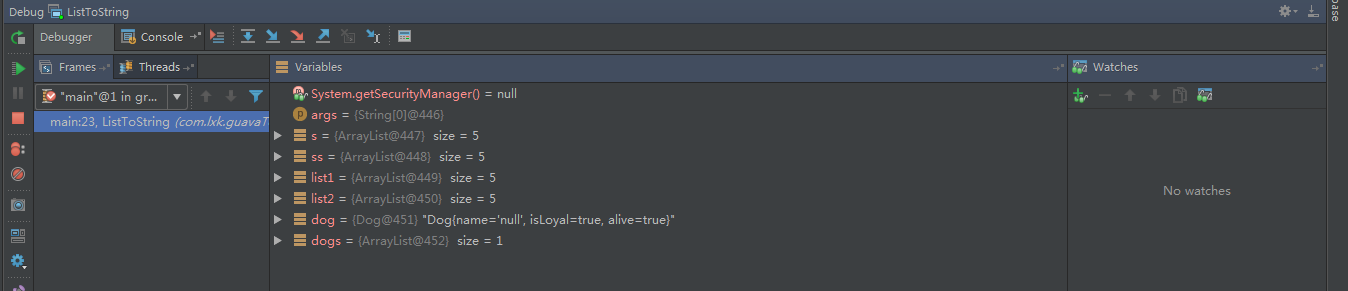 Debug ListToString
Debugger Console
Frames Threads
"main"@1 in gr...
main:23, ListToString (com.lxk.guavaT
Variables
System.getSecurityManager() = null
args = {String[0]@446}
s = {ArrayList@447} size = 5
ss = {ArrayList@448} size = 5
list1 = {ArrayList@449} size = 5
list2 = {ArrayList@450} size = 5
dog = {Dog@451} "Dog{name='null', isLoyal=true, alive=true}"
dogs = {ArrayList@452} size = 1
Watches
No watches
base